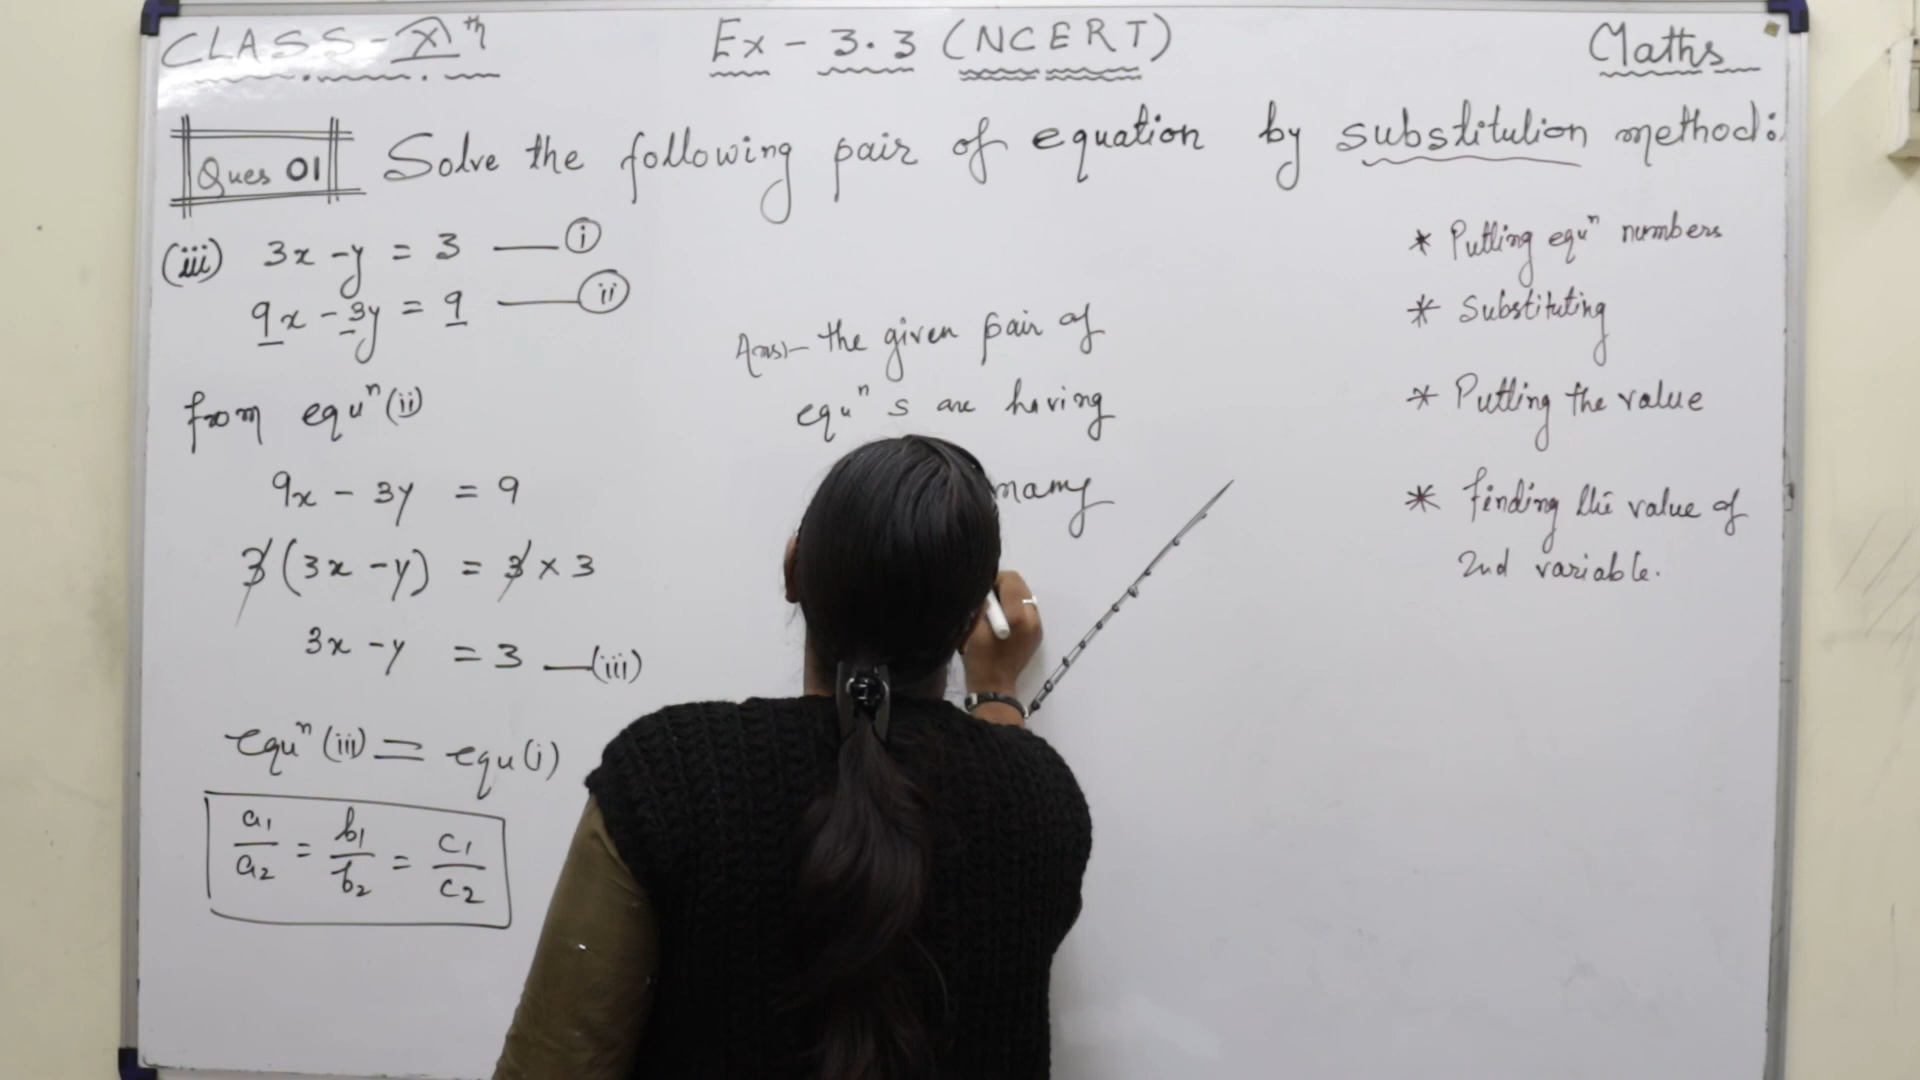 CLASS-Xth Ex-3.3 (NCERT) Maths
Ques 01 Solve the following pair of equation by substitution method:
(iii) 3x - y = 3 — (i)
9x - 3y = 9 — (ii)
from equⁿ (ii)
9x - 3y = 9
3(3x - y) = 3 × 3
3x - y = 3 — (iii)
equⁿ (iii) = equ (i)
a₁/a₂ = b₁/b₂ = c₁/c₂
Ans:- the given pair of
equⁿ s are having
many
* Putting equⁿ numbers
* Substituting
* Putting the value
* finding the value of
2nd variable.